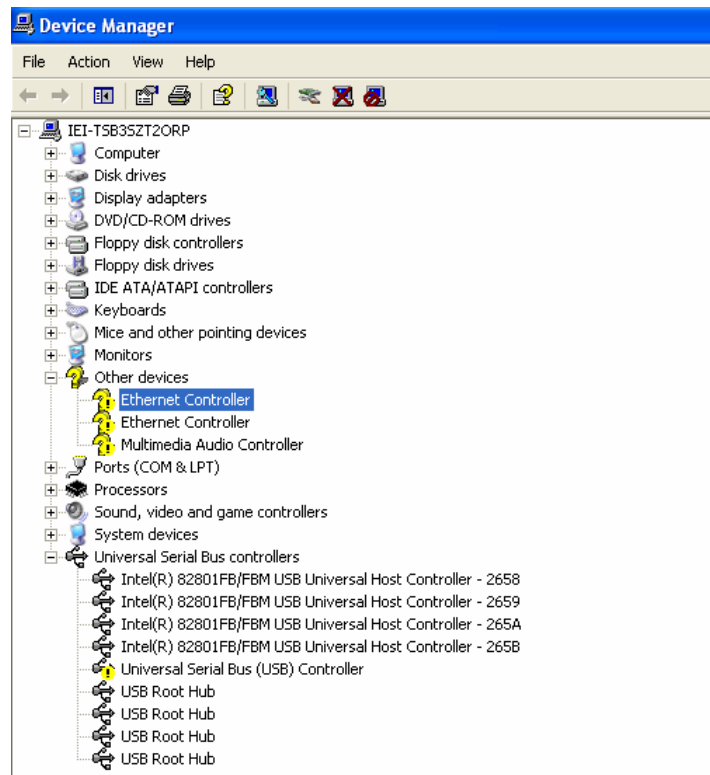 Device Manager
File Action View Help
IEI-TSB3SZT2ORP
Computer
Disk drives
Display adapters
DVD/CD-ROM drives
Floppy disk controllers
Floppy disk drives
IDE ATA/ATAPI controllers
Keyboards
Mice and other pointing devices
Monitors
Other devices
Ethernet Controller
Ethernet Controller
Multimedia Audio Controller
Ports (COM & LPT)
Processors
Sound, video and game controllers
System devices
Universal Serial Bus controllers
Intel(R) 82801FB/FBM USB Universal Host Controller - 2658
Intel(R) 82801FB/FBM USB Universal Host Controller - 2659
Intel(R) 82801FB/FBM USB Universal Host Controller - 265A
Intel(R) 82801FB/FBM USB Universal Host Controller - 265B
Universal Serial Bus (USB) Controller
USB Root Hub
USB Root Hub
USB Root Hub
USB Root Hub